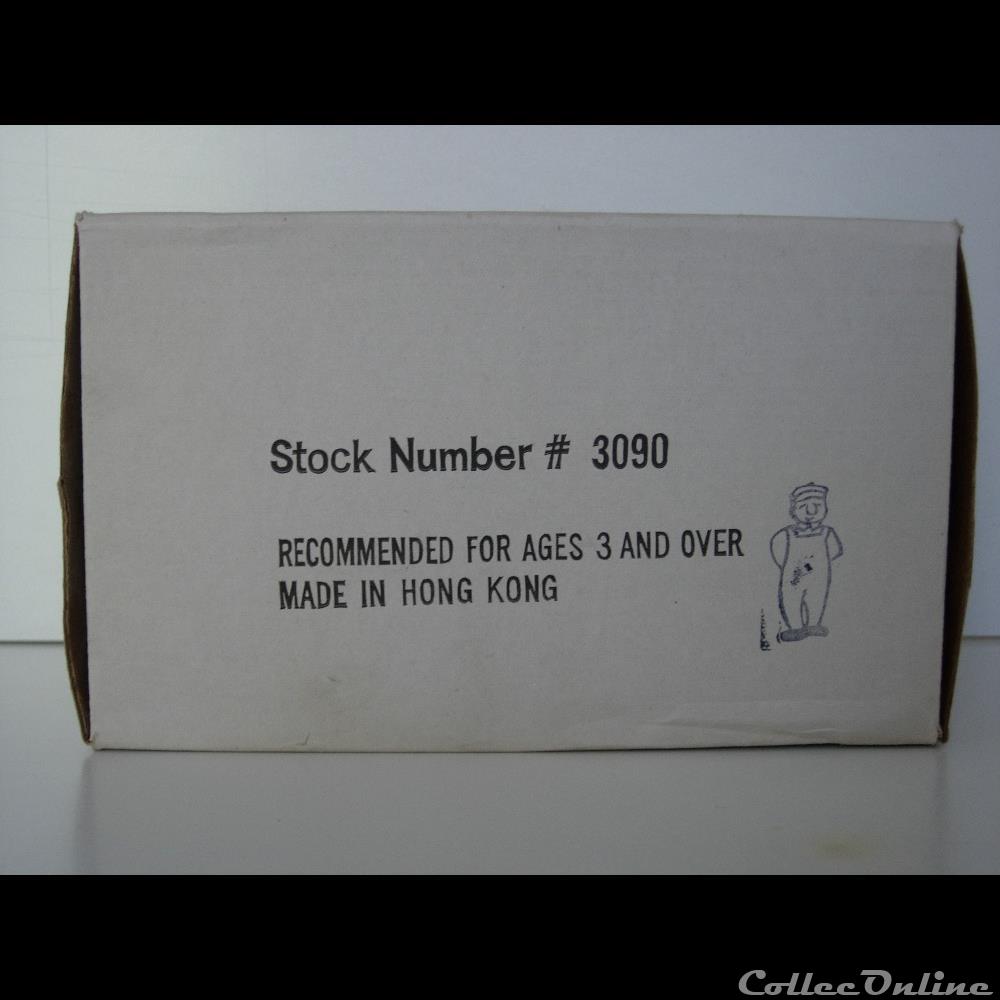 Stock Number # 3090
RECOMMENDED FOR AGES 3 AND OVER
MADE IN HONG KONG
CollecOnline